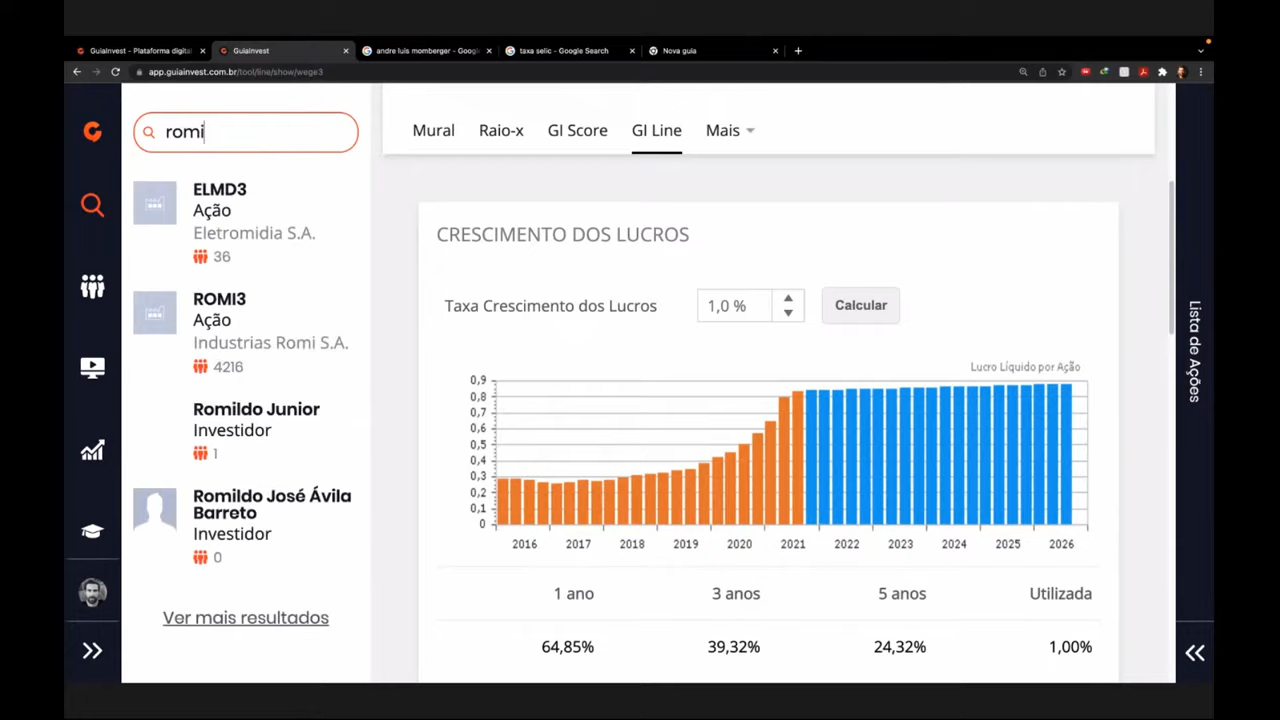 GuiaInvest - Plataforma digital
GuiaInvest
andre luis momberger - Goog
taxa selic - Google Search
Nova guia
app.guiainvest.com.br/tool/line/show/wege3
romi
ELMD3
Ação
Eletromidia S.A.
36
ROMI3
Ação
Industrias Romi S.A.
4216
Romildo Junior
Investidor
1
Romildo José Ávila
Barreto
Investidor
0
Ver mais resultados
Mural Raio-x GI Score GI Line Mais
CRESCIMENTO DOS LUCROS
Taxa Crescimento dos Lucros 1,0 % Calcular
Lucro Líquido por Ação
0,9
0,8
0,7
0,6
0,5
0,4
0,3
0,2
0,1
0
2016 2017 2018 2019 2020 2021 2022 2023 2024 2025 2026
1 ano 3 anos 5 anos Utilizada
64,85% 39,32% 24,32% 1,00%
Lista de Ações